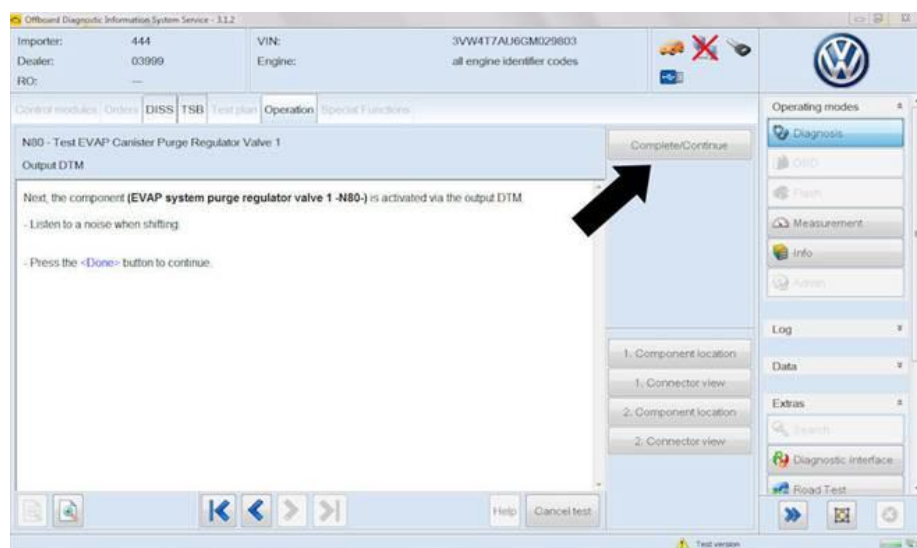 Offboard Diagnostic Information System Service - 3.1.2
Importer: 444 VIN: 3VW4T7AU6GM029803
Dealer: 03999 Engine: all engine identifier codes
RO: ---
Control modules Orders DISS TSB Test plan Operation Special Functions
N80 - Test EVAP Canister Purge Regulator Valve 1
Output DTM
Complete/Continue
Next, the component (EVAP system purge regulator valve 1 -N80-) is activated via the output DTM
- Listen to a noise when shifting
- Press the <Done> button to continue.
1. Component location
1. Connector view
2. Component location
2. Connector view
Help
Cancel test
Operating modes
Diagnosis
OBD
Flash
Measurement
Info
Admin
Log
Data
Extras
Search
Diagnostic interface
Road Test
Test version